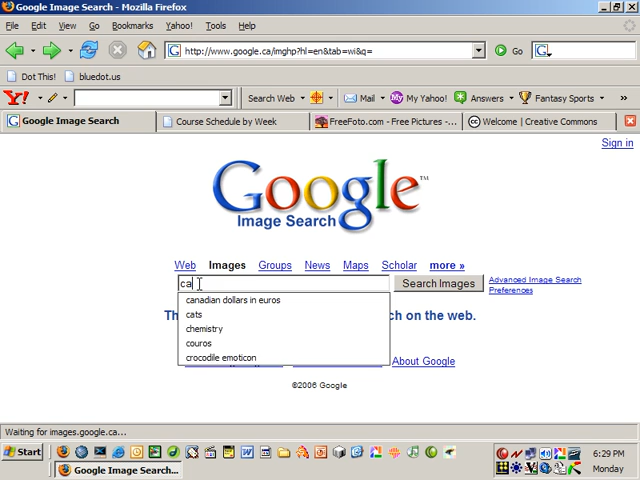 Google Image Search - Mozilla Firefox
File Edit View Go Bookmarks Yahoo! Tools Help
http://www.google.ca/imghp?hl=en&tab=wi&q=
Go
Dot This! bluedot.us
Search Web Mail My Yahoo! Answers Fantasy Sports »
Google Image Search Course Schedule by Week FreeFoto.com - Free Pictures -... Welcome | Creative Commons
Sign in
Google™
Image Search
Web Images Groups News Maps Scholar more »
ca Search Images Advanced Image Search
Preferences
canadian dollars in euros
cats
chemistry
couros
crocodile emoticon
Th ch on the web.
About Google
©2006 Google
Waiting for images.google.ca...
Start 6:29 PM
Google Image Search... Monday